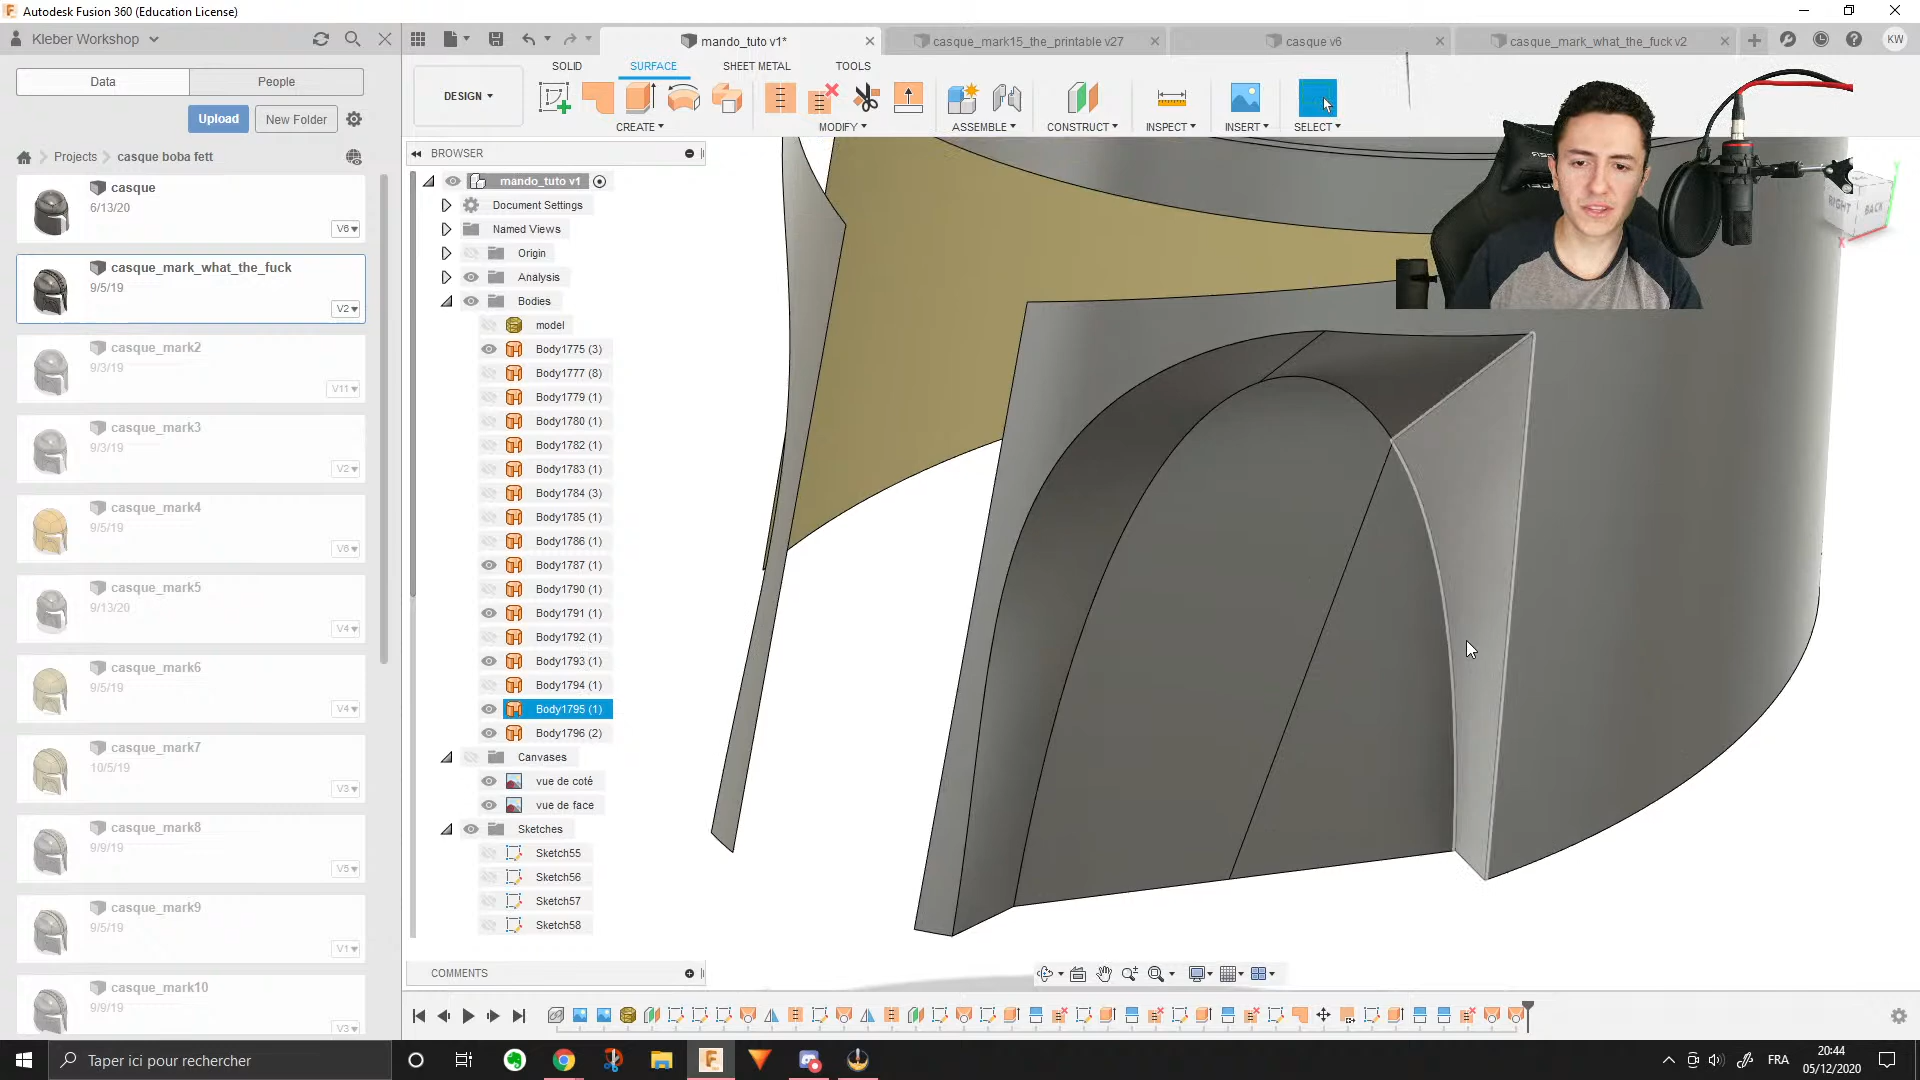 Autodesk Fusion 360 (Education License)
Kleber Workshop
mando_tuto v1*
casque_mark15_the_printable v27
casque v6
casque_mark_what_the_fuck v2
KW
Data
People
Upload
New Folder
Projects
casque boba fett
casque
6/13/20
V6
casque_mark_what_the_fuck
9/5/19
V2
casque_mark2
9/3/19
V11
casque_mark3
9/3/19
V2
casque_mark4
9/5/19
V6
casque_mark5
9/13/20
V4
casque_mark6
9/5/19
V4
casque_mark7
10/5/19
V3
casque_mark8
9/9/19
V5
casque_mark9
9/5/19
V1
casque_mark10
9/9/19
V3
SOLID
SURFACE
SHEET METAL
TOOLS
DESIGN
CREATE
MODIFY
ASSEMBLE
CONSTRUCT
INSPECT
INSERT
SELECT
BROWSER
mando_tuto v1
Document Settings
Named Views
Origin
Analysis
Bodies
model
Body1775 (3)
Body1777 (8)
Body1779 (1)
Body1780 (1)
Body1782 (1)
Body1783 (1)
Body1784 (3)
Body1785 (1)
Body1786 (1)
Body1787 (1)
Body1790 (1)
Body1791 (1)
Body1792 (1)
Body1793 (1)
Body1794 (1)
Body1795 (1)
Body1796 (2)
Canvases
vue de coté
vue de face
Sketches
Sketch55
Sketch56
Sketch57
Sketch58
COMMENTS
RIGHT
BACK
X
Taper ici pour rechercher
FRA
20:44
05/12/2020